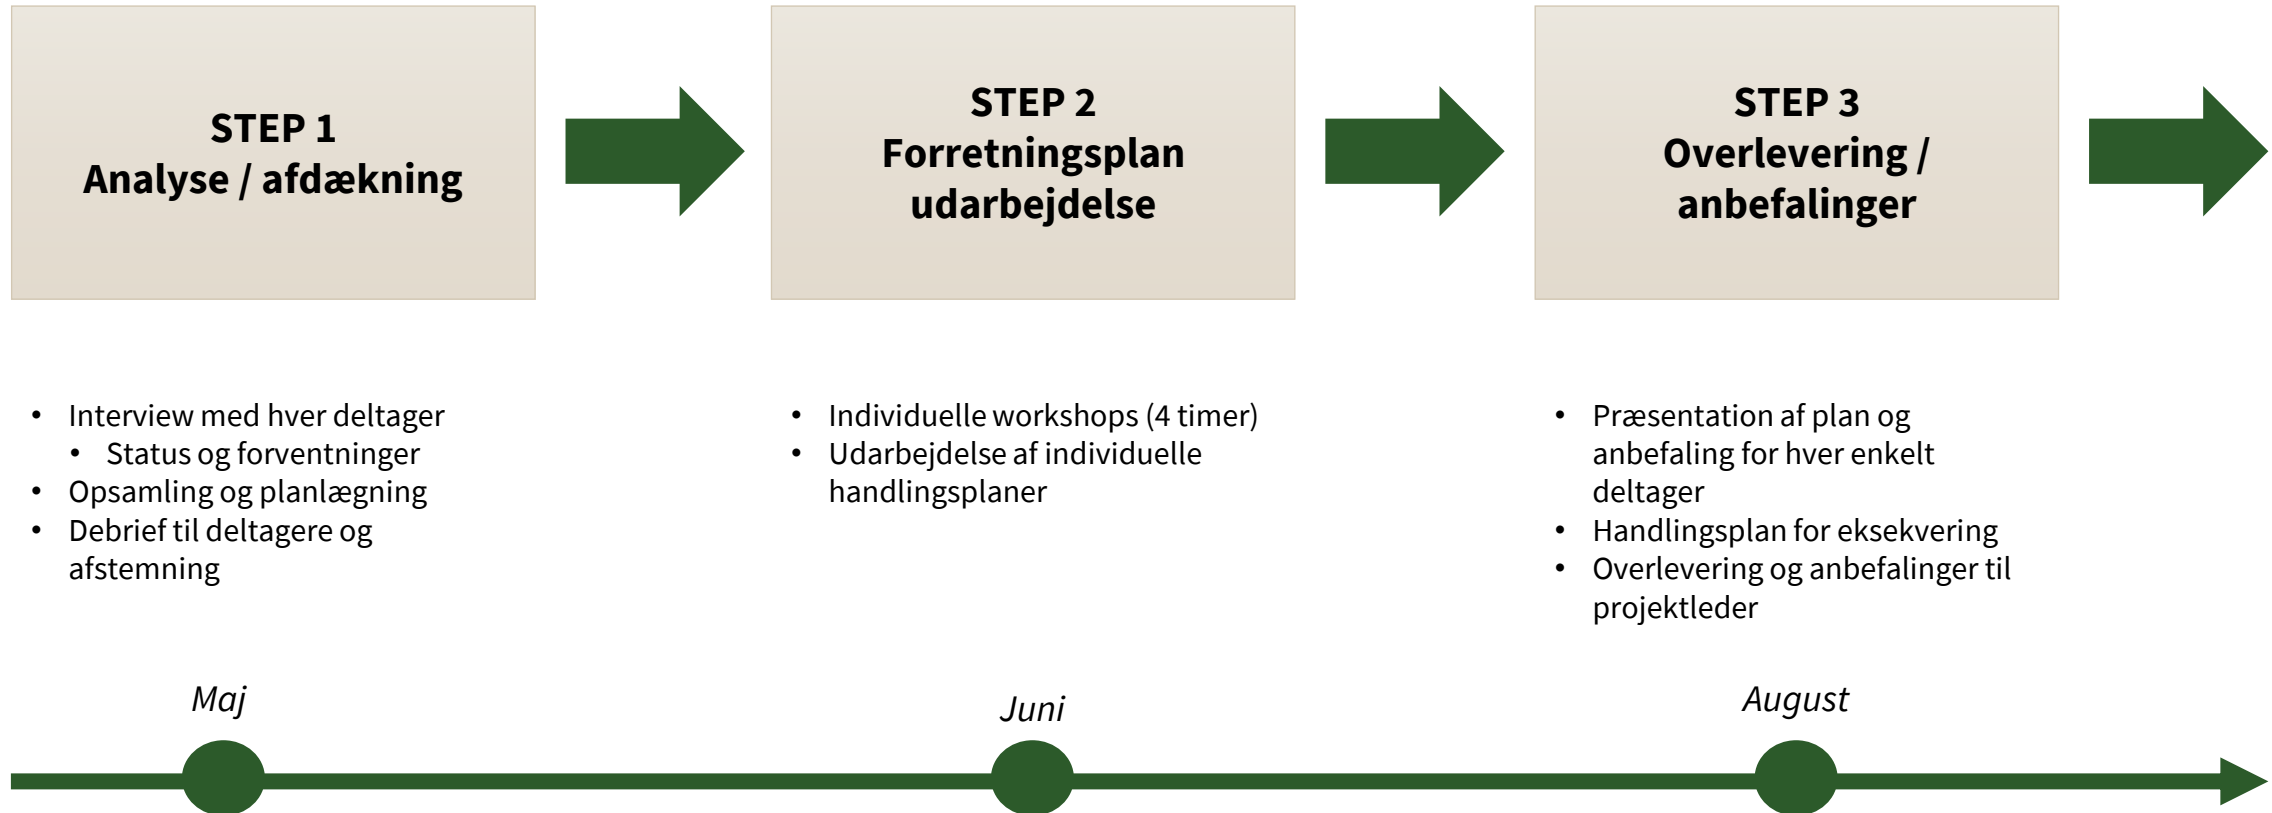 STEP 1
Analyse / afdækning
STEP 2
Forretningsplan
udarbejdelse
STEP 3
Overlevering /
anbefalinger
• Interview med hver deltager
• Status og forventninger
• Opsamling og planlægning
• Debrief til deltagere og
afstemning
• Individuelle workshops (4 timer)
• Udarbejdelse af individuelle
handlingsplaner
• Præsentation af plan og
anbefaling for hver enkelt
deltager
• Handlingsplan for eksekvering
• Overlevering og anbefalinger til
projektleder
Maj
Juni
August